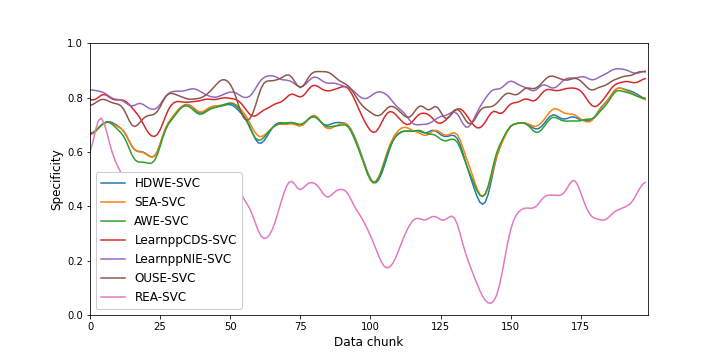 1.0
0.8
0.6
0.4
0.2
0.0
Specificity
HDWE-SVC
SEA-SVC
AWE-SVC
LearnppCDS-SVC
LearnppNIE-SVC
OUSE-SVC
REA-SVC
0 25 50 75 100 125 150 175
Data chunk